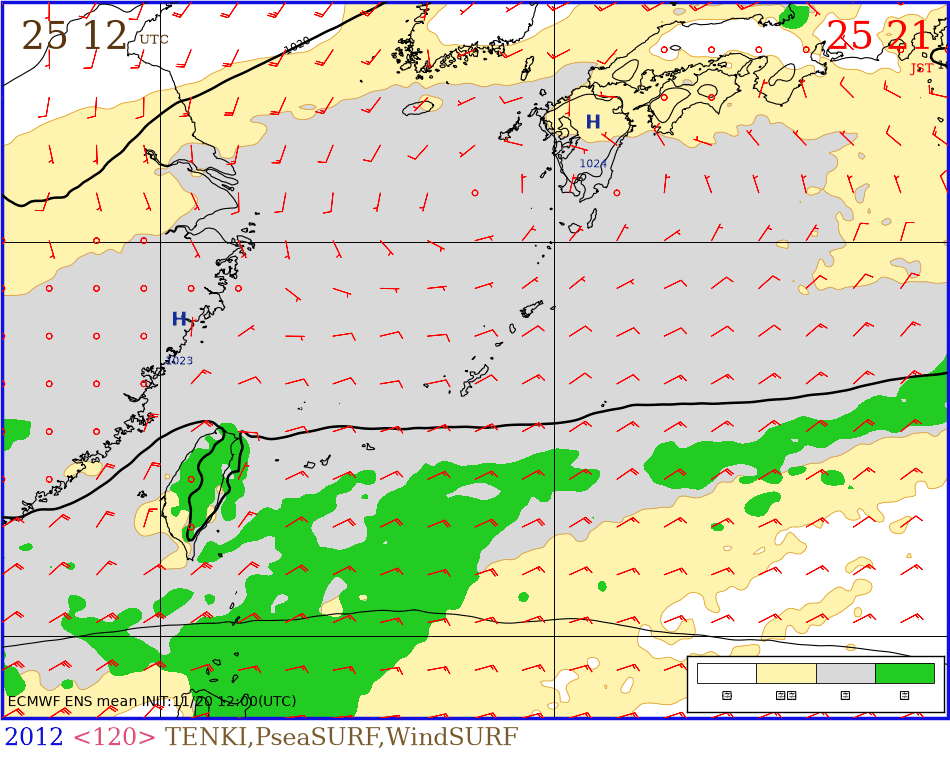 25 12 UTC
25 21
JST
1020
H
1024
H
1023
ECMWF ENS mean INIT:11/20 12:00(UTC)
2012 <120> TENKI,PseaSURF,WindSURF